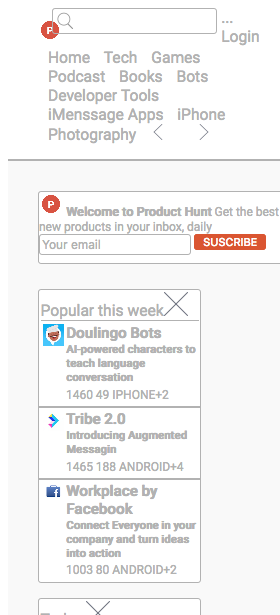 P
...
Login
Home Tech Games
Podcast Books Bots
Developer Tools
iMenssage Apps iPhone
Photography
P Welcome to Product Hunt Get the best
new products in your inbox, daily
Your email SUSCRIBE
Popular this week
Doulingo Bots
AI-powered characters to
teach language
conversation
1460 49 IPHONE+2
Tribe 2.0
Introducing Augmented
Messagin
1465 188 ANDROID+4
Workplace by
Facebook
Connect Everyone in your
company and turn ideas
into action
1003 80 ANDROID+2